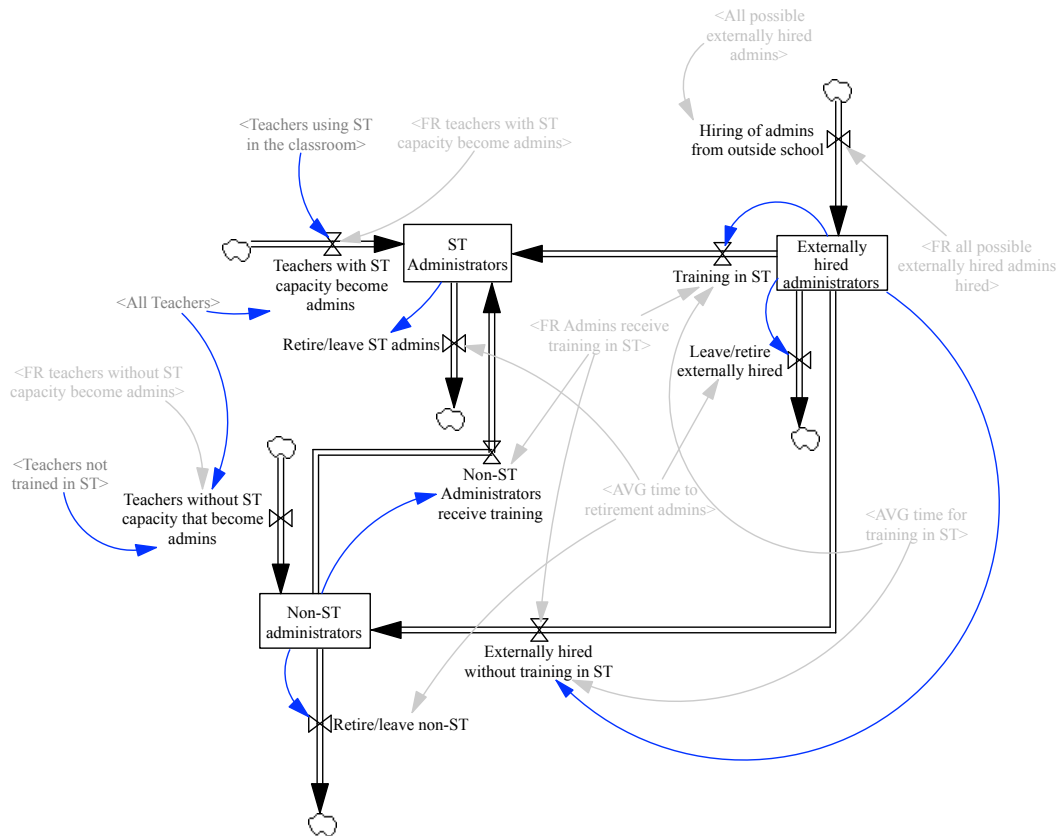 <All possible
externally hired
admins>
<Teachers using ST
in the classroom>
<FR teachers with ST
capacity become admins>
Hiring of admins
from outside school
ST
Administrators
Externally
hired
administrators
<FR all possible
externally hired admins
hired>
Teachers with ST
capacity become
admins
Training in ST
<All Teachers>
Retire/leave ST admins
<FR Admins receive
training in ST>
Leave/retire
externally hired
<FR teachers without ST
capacity become admins>
<Teachers not
trained in ST>
Teachers without ST
capacity that become
admins
Non-ST
Administrators
receive training
<AVG time to
retirement admins>
<AVG time for
training in ST>
Non-ST
administrators
Externally hired
without training in ST
Retire/leave non-ST